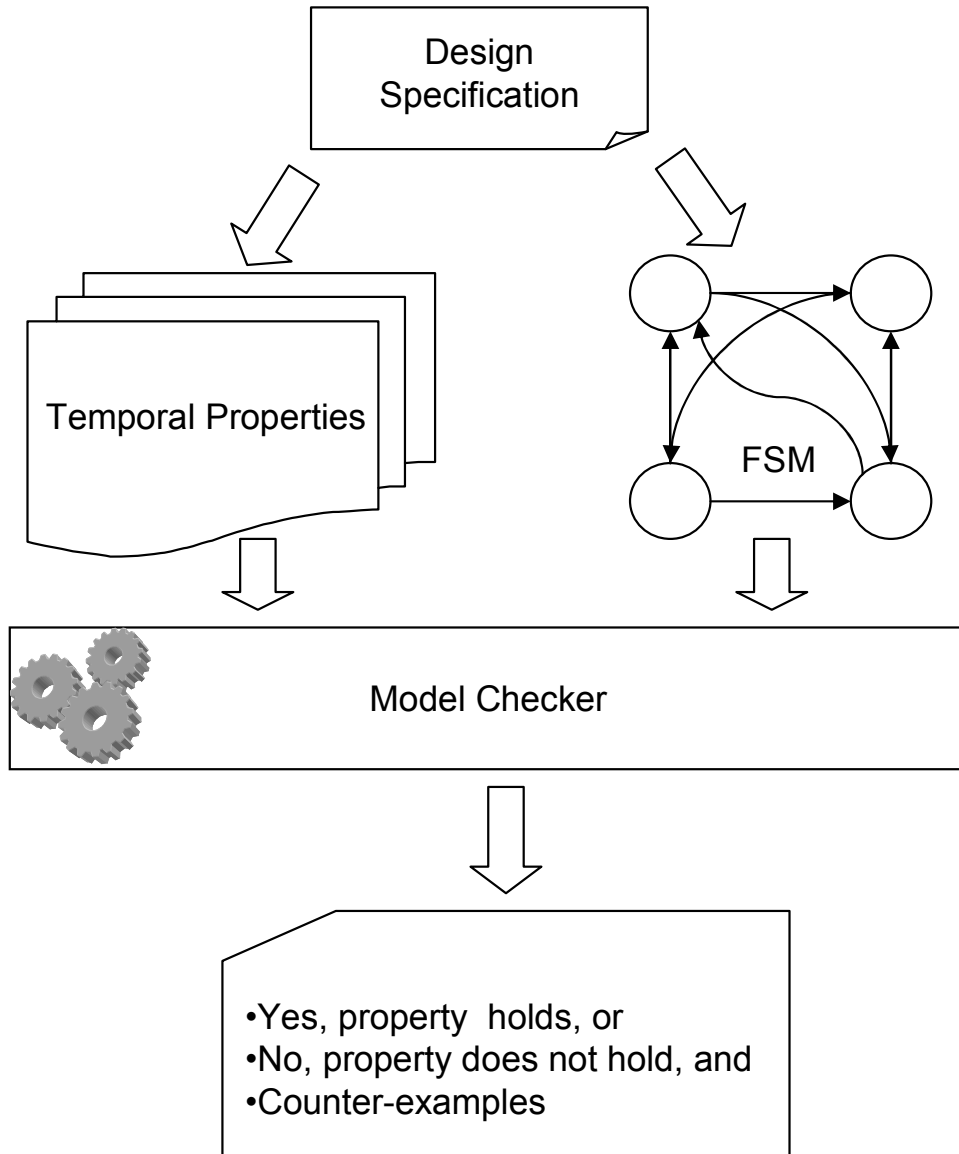 Design
Specification
Temporal Properties
FSM
Model Checker
•Yes, property  holds, or
•No, property does not hold, and
•Counter-examples